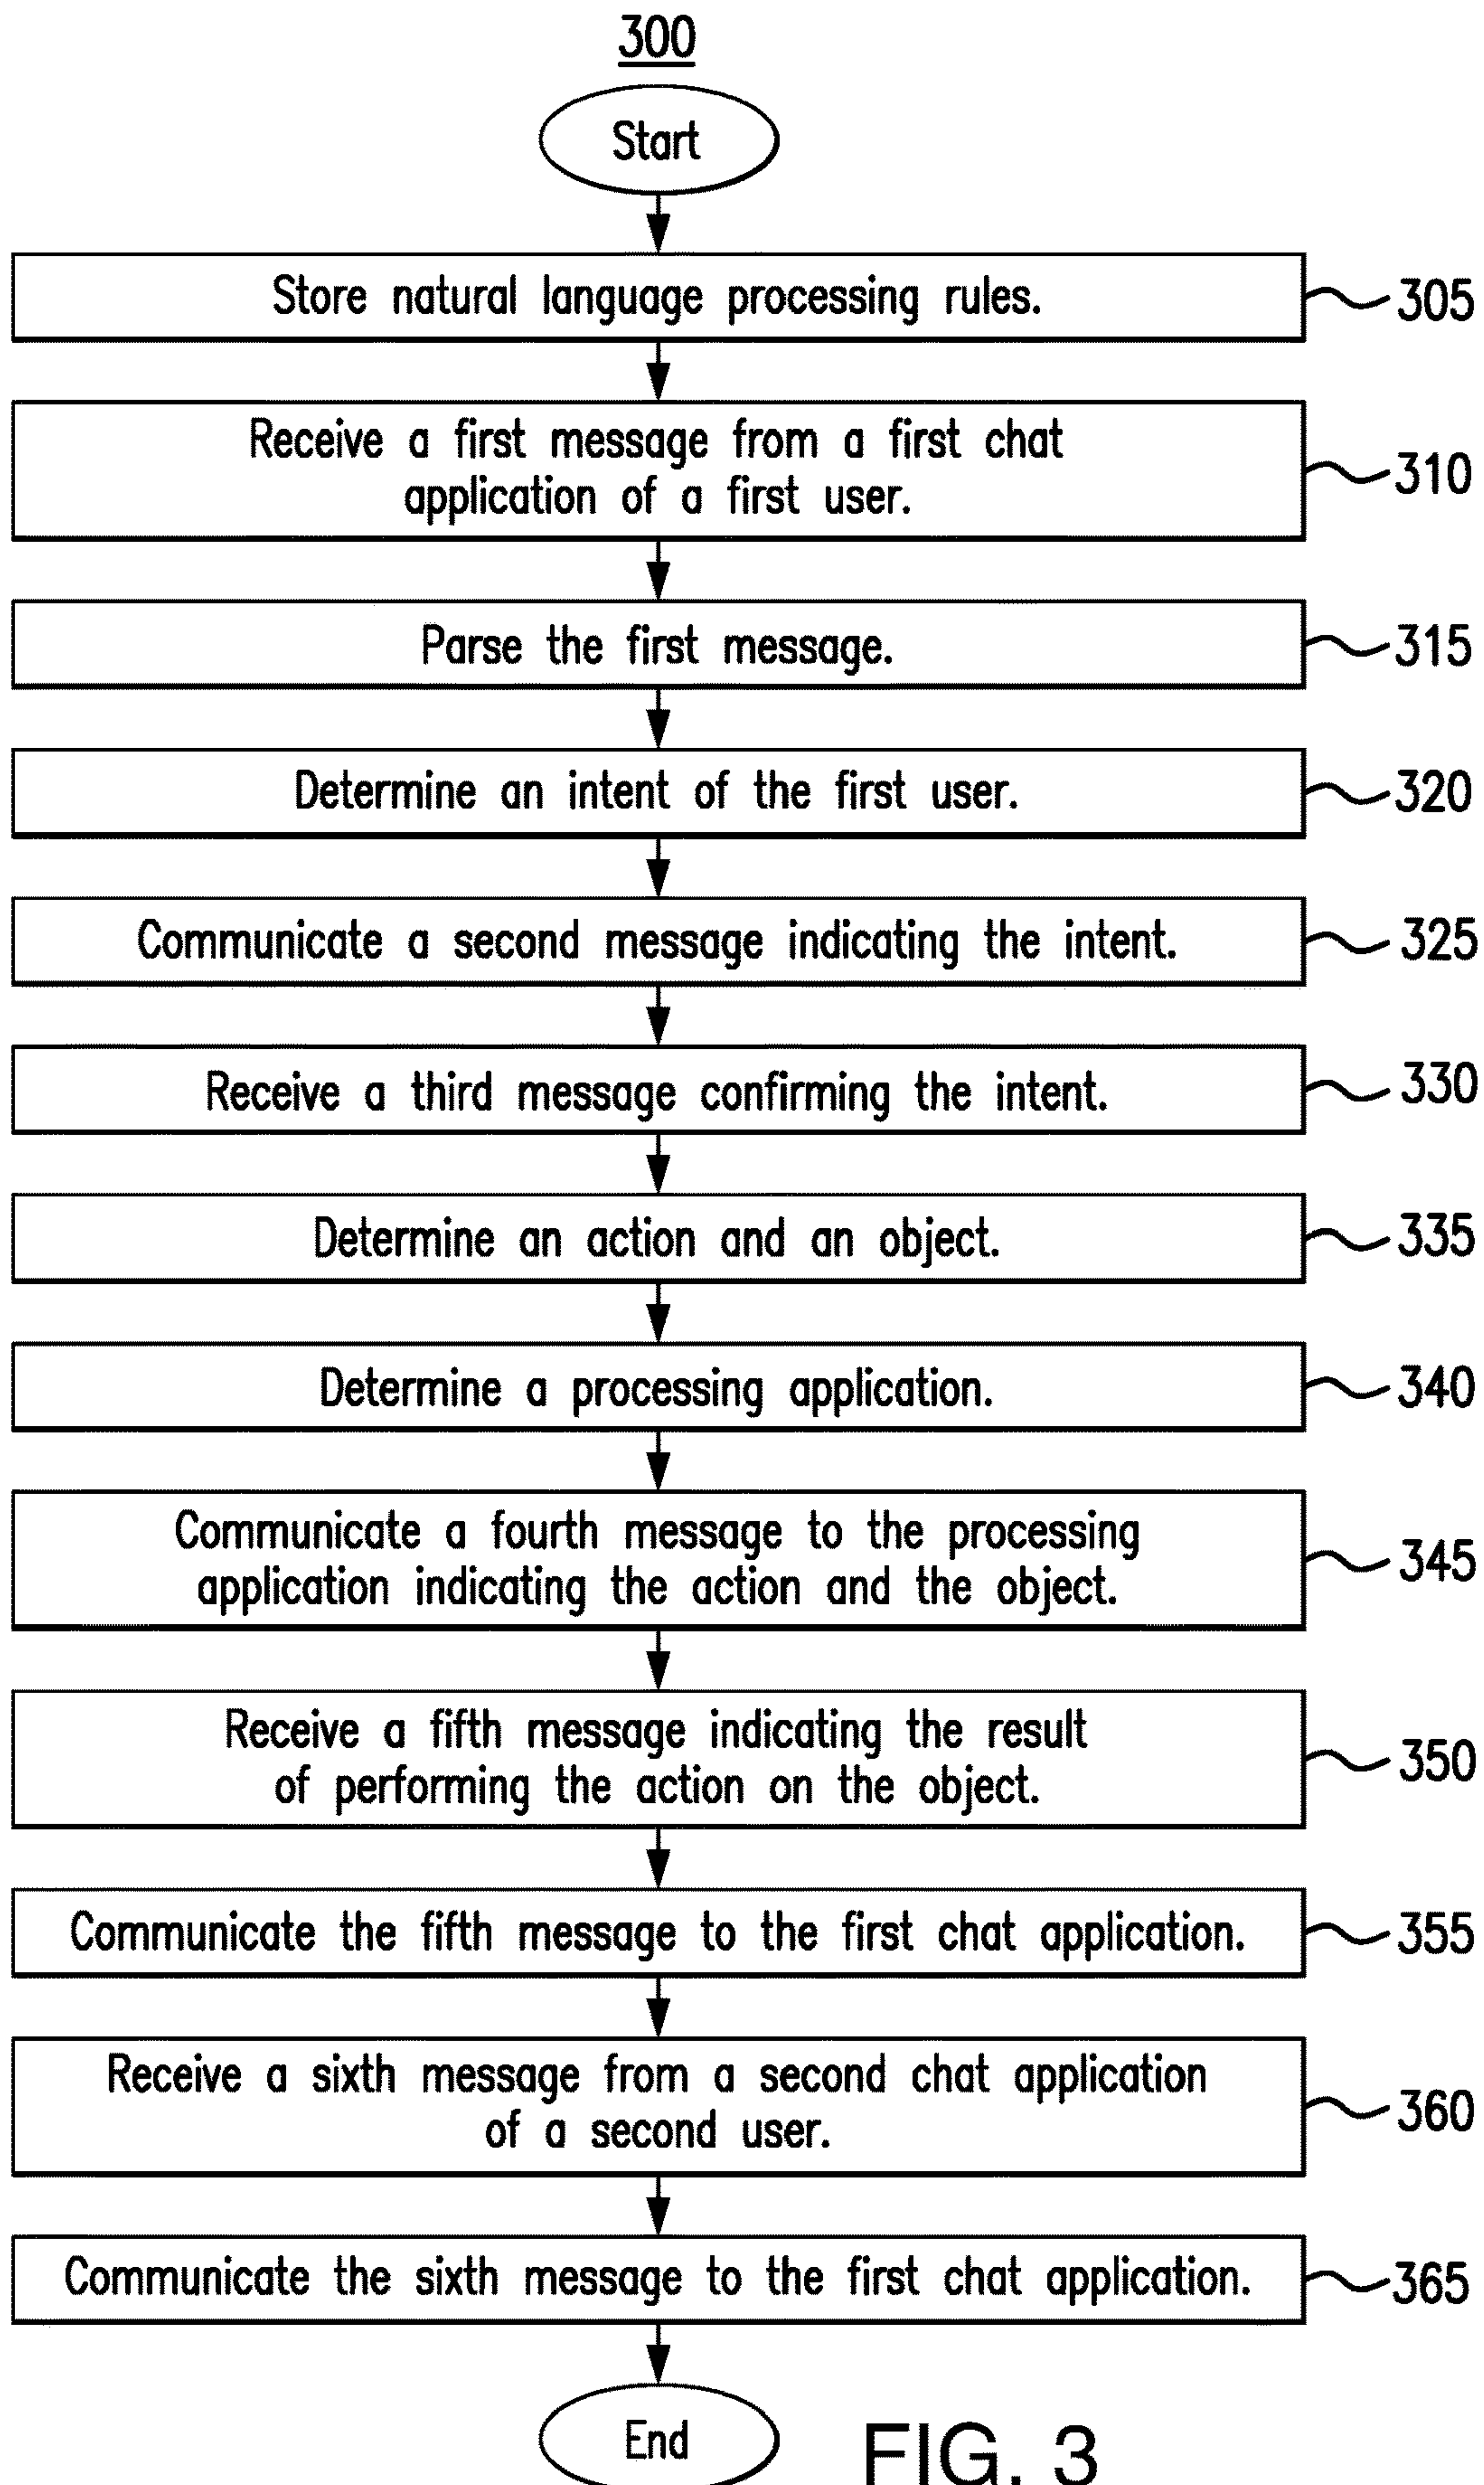 300
Start
Store natural language processing rules.
305
Receive a first message from a first chat
application of a first user.
310
Parse the first message.
315
Determine an intent of the first user.
320
Communicate a second message indicating the intent.
325
Receive a third message confirming the intent.
330
Determine an action and an object.
335
Determine a processing application.
340
Communicate a fourth message to the processing
application indicating the action and the object.
345
Receive a fifth message indicating the result
of performing the action on the object.
350
Communicate the fifth message to the first chat application.
355
Receive a sixth message from a second chat application
of a second user.
360
Communicate the sixth message to the first chat application.
365
End
FIG. 3